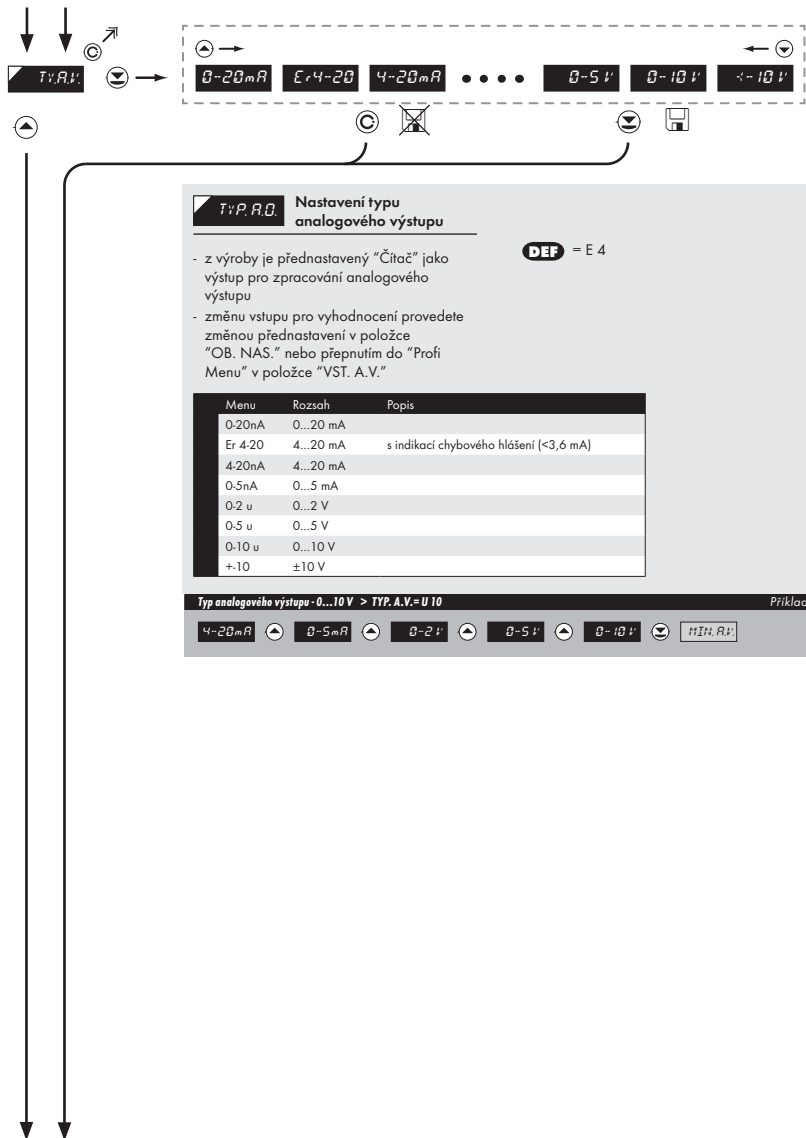 TY.A.V.
0-20mA Er4-20 4-20mA 0-5 V 0-10 V -10 V
TYP. A.O.
Nastavení typu
analogového výstupu
- z výroby je přednastavený "Čítač" jako
výstup pro zpracování analogového
výstupu
- změnu vstupu pro vyhodnocení provedete
změnou přednastavení v položce
"OB. NAS." nebo přepnutím do "Profi
Menu" v položce "VST. A.V."
DEF = E 4
Menu Rozsah Popis
0-20nA 0...20 mA
Er 4-20 4...20 mA s indikací chybového hlášení (<3,6 mA)
4-20nA 4...20 mA
0-5nA 0...5 mA
0-2 u 0...2 V
0-5 u 0...5 V
0-10 u 0...10 V
+-10 ±10 V
Typ analogového výstupu - 0...10 V > TYP. A.V.= U 10 Příklad
4-20mA 0-5mA 0-2 V 0-5 V 0-10 V MIN. A.V.